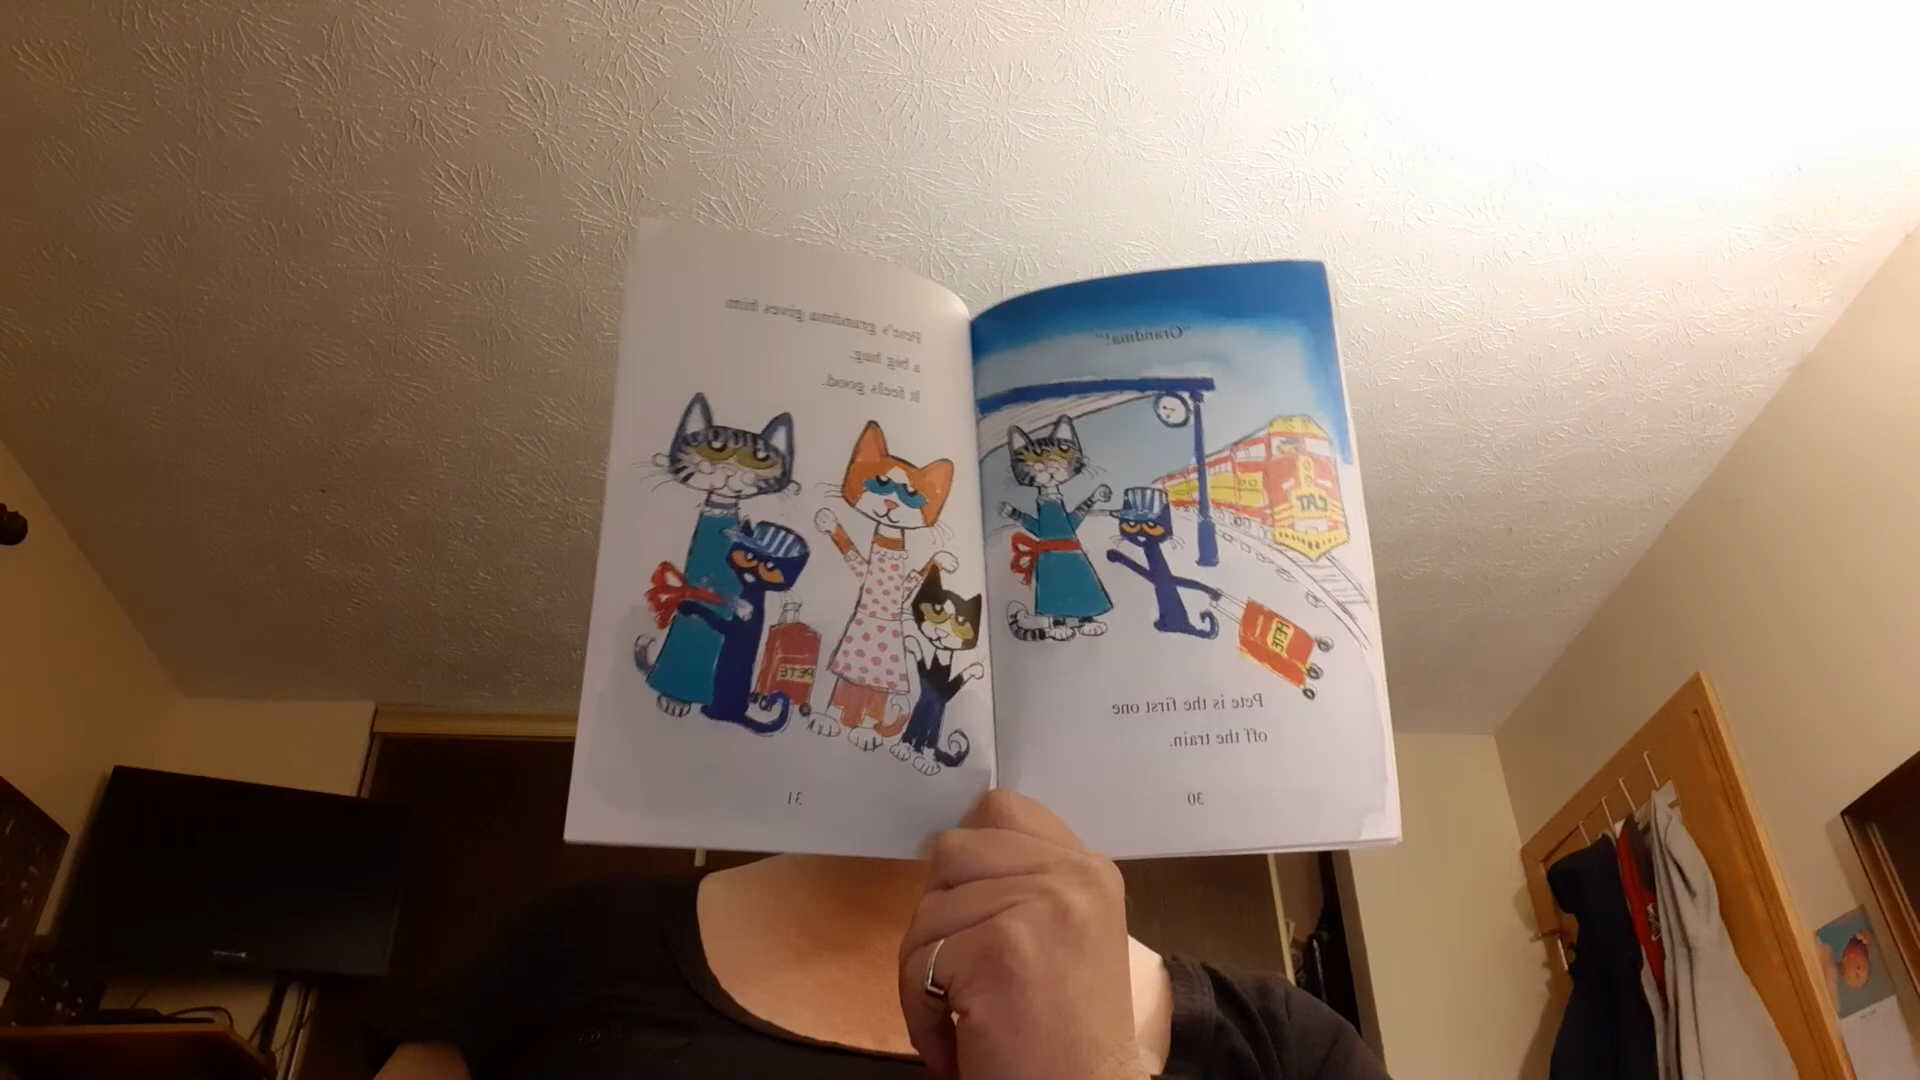 "Grandma!"
CAT
PETE
Pete is the first one
off the train.
30
Pete's grandma gives him
a big hug.
It feels good.
PETE
31